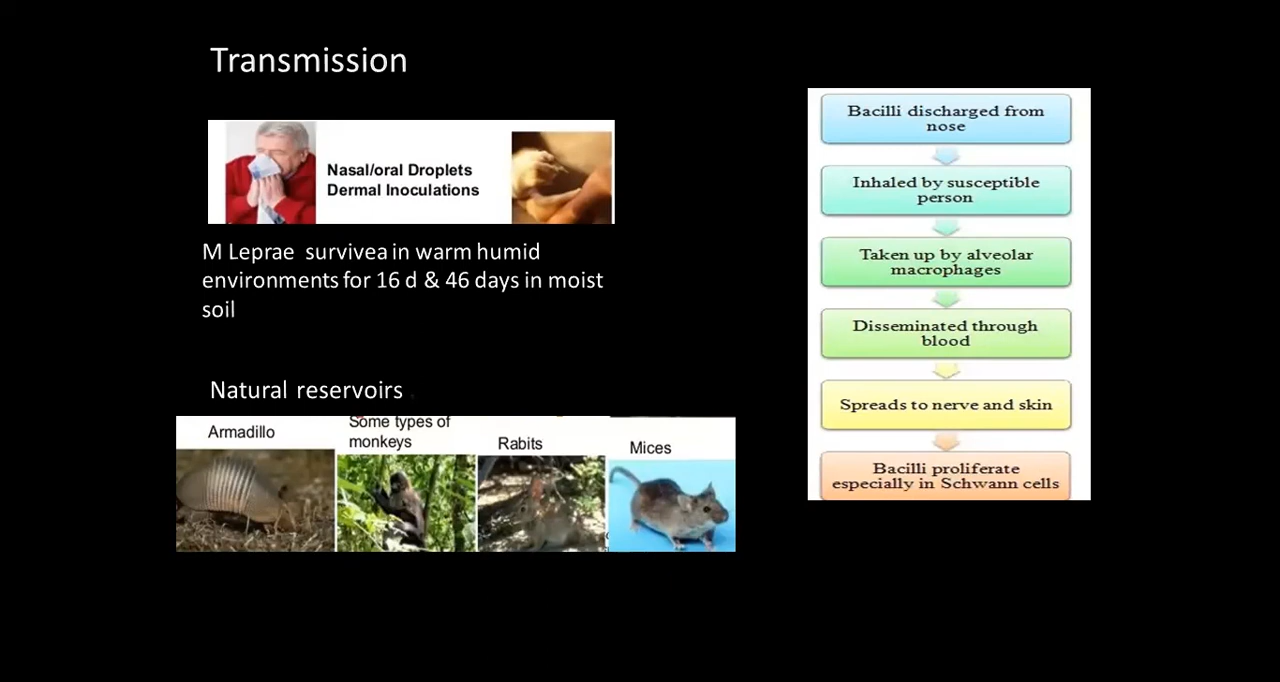 Transmission
Nasal/oral Droplets
Dermal Inoculations
M Leprae survivea in warm humid
environments for 16 d & 46 days in moist
soil
Natural reservoirs
Armadillo
Some types of
monkeys
Rabits
Mices
Bacilli discharged from
nose
Inhaled by susceptible
person
Taken up by alveolar
macrophages
Disseminated through
blood
Spreads to nerve and skin
Bacilli proliferate
especially in Schwann cells